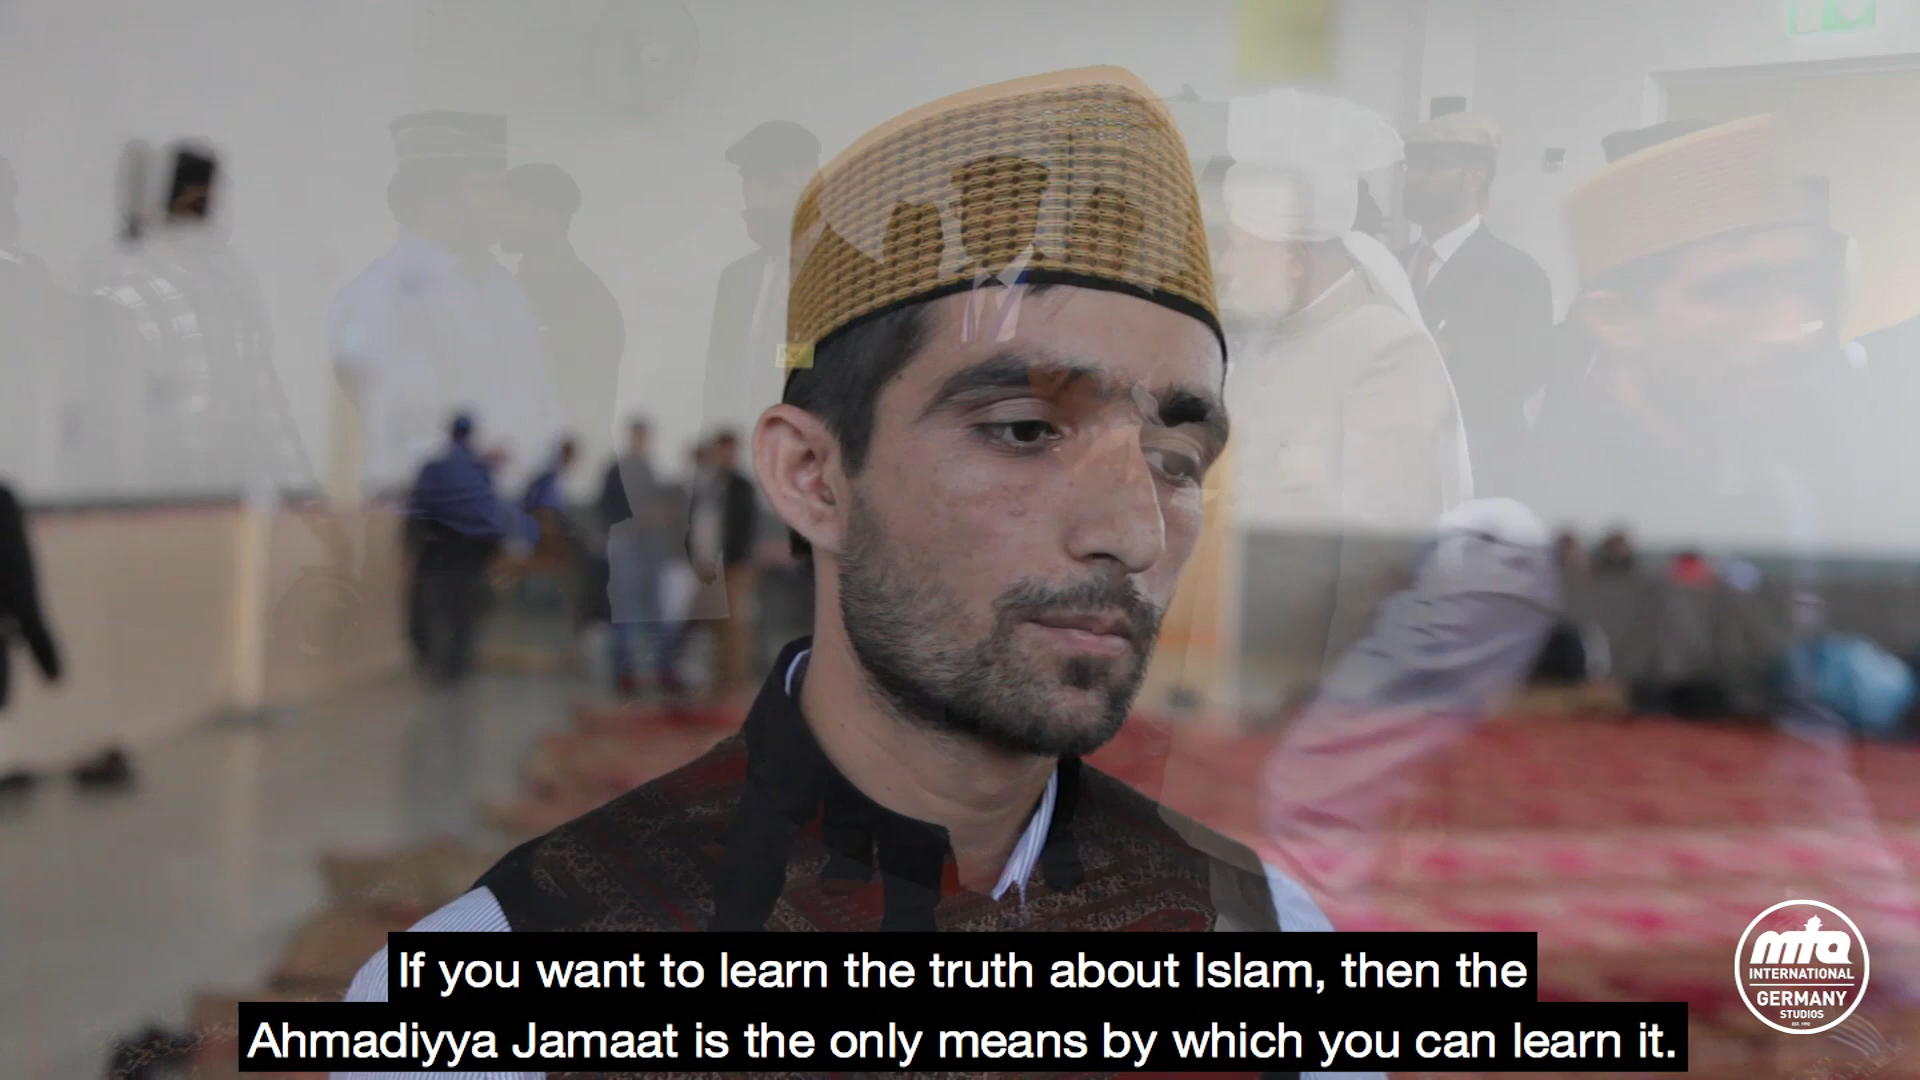 If you want to learn the truth about Islam, then the
Ahmadiyya Jamaat is the only means by which you can learn it.
mta
INTERNATIONAL
GERMANY
STUDIOS